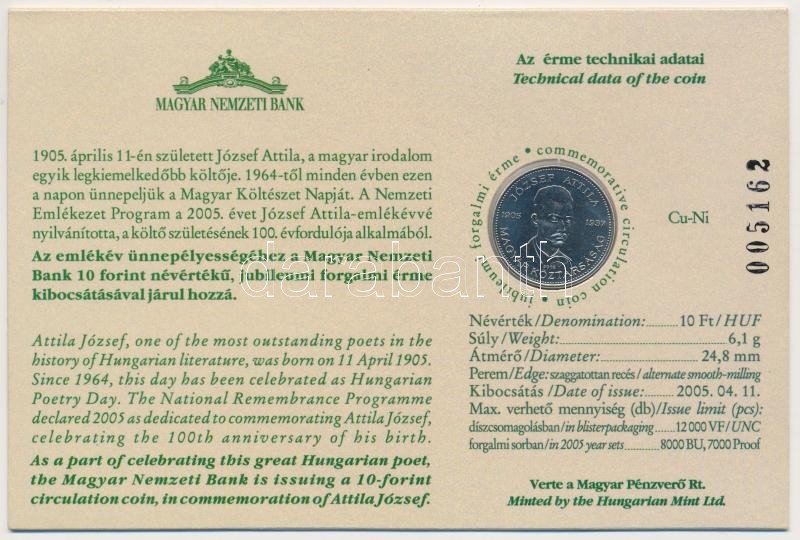 MAGYAR NEMZETI BANK
1905. április 11-én született József Attila, a magyar irodalom
egyik legkiemelkedőbb költője. 1964-től minden évben ezen
a napon ünnepeljük a Magyar Költészet Napját. A Nemzeti
Emlékezet Program a 2005. évet József Attila-emlékévvé
nyilvánította, a költő születésének 100. évfordulója alkalmából.
Az emlékév ünnepélyességéhez a Magyar Nemzeti
Bank 10 forint névértékű, jubileumi forgalmi érme
kibocsátásával járul hozzá.
Attila József, one of the most outstanding poets in the
history of Hungarian literature, was born on 11 April 1905.
Since 1964, this day has been celebrated as Hungarian
Poetry Day. The National Remembrance Programme
declared 2005 as dedicated to commemorating Attila József,
celebrating the 100th anniversary of his birth.
As a part of celebrating this great Hungarian poet,
the Magyar Nemzeti Bank is issuing a 10-forint
circulation coin, in commemoration of Attila József.
Az érme technikai adatai
Technical data of the coin
jubileumi forgalmi érme • commemorative circulation coin •
JÓZSEF ATTILA
1905 1937
MAGYAR KÖZTÁRSASÁG
Cu-Ni
005162
Névérték/Denomination:..........10 Ft/HUF
Súly/Weight:..........6,1 g
Átmérő/Diameter:..........24,8 mm
Perem/Edge: szaggatottan recés / alternate smooth-milling
Kibocsátás /Date of issue:.......... 2005. 04. 11.
Max. verhető mennyiség (db)/Issue limit (pcs):
díszcsomagolásban/in blisterpackaging..........12 000 VF/UNC
forgalmi sorban/in 2005 year sets..........8000 BU, 7000 Proof
Verte a Magyar Pénzverő Rt.
Minted by the Hungarian Mint Ltd.
darabanth